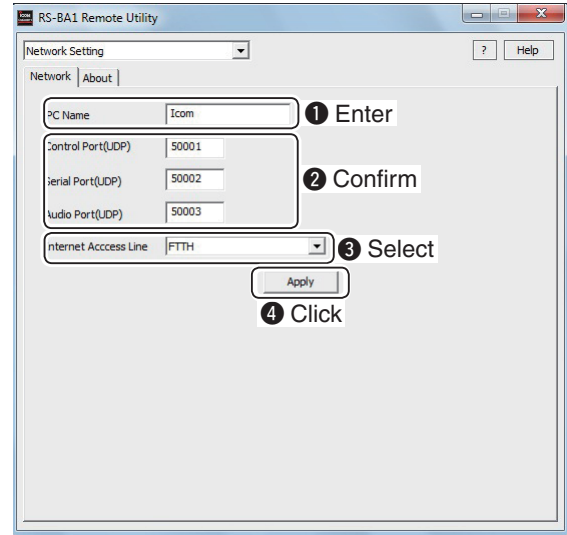 RS-BA1 Remote Utility
Network Setting ? Help
Network About
PC Name Icom ❶ Enter
Control Port(UDP) 50001
Serial Port(UDP) 50002 ❷ Confirm
Audio Port(UDP) 50003
Internet Acccess Line FTTH ❸ Select
Apply
❹ Click